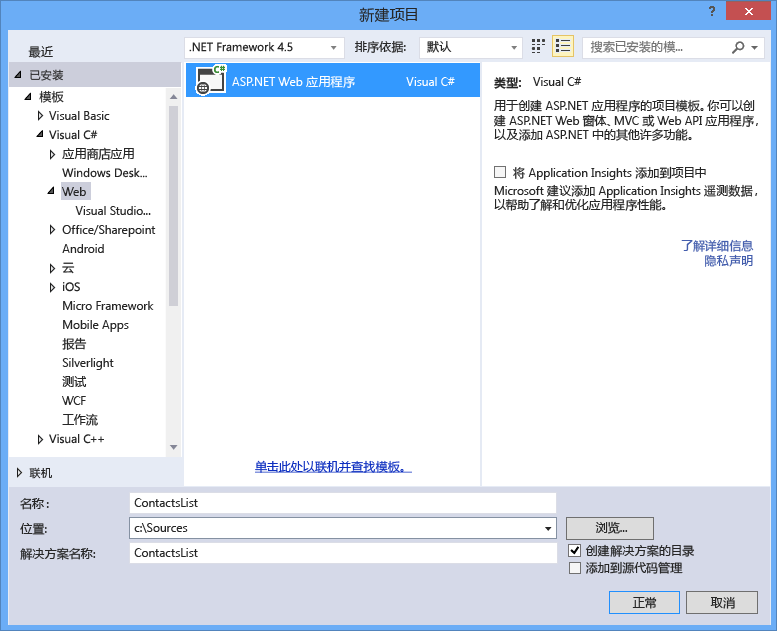 新建项目
?
最近
.NET Framework 4.5
排序依据:
默认
搜索已安装的模...
已安装
模板
Visual Basic
Visual C#
应用商店应用
Windows Desk...
Web
Visual Studio...
Office/Sharepoint
Android
云
iOS
Micro Framework
Mobile Apps
报告
Silverlight
测试
WCF
工作流
Visual C++
联机
C#
ASP.NET Web 应用程序
Visual C#
单击此处以联机并查找模板。
类型: Visual C#
用于创建 ASP.NET 应用程序的项目模板。你可以创
建 ASP.NET Web 窗体、MVC 或 Web API 应用程序，
以及添加 ASP.NET 中的其他许多功能。
将 Application Insights 添加到项目中
Microsoft 建议添加 Application Insights 遥测数据，
以帮助了解和优化应用程序性能。
了解详细信息
隐私声明
名称：
ContactsList
位置:
c:\Sources
浏览...
解决方案名称:
ContactsList
创建解决方案的目录
添加到源代码管理
正常
取消